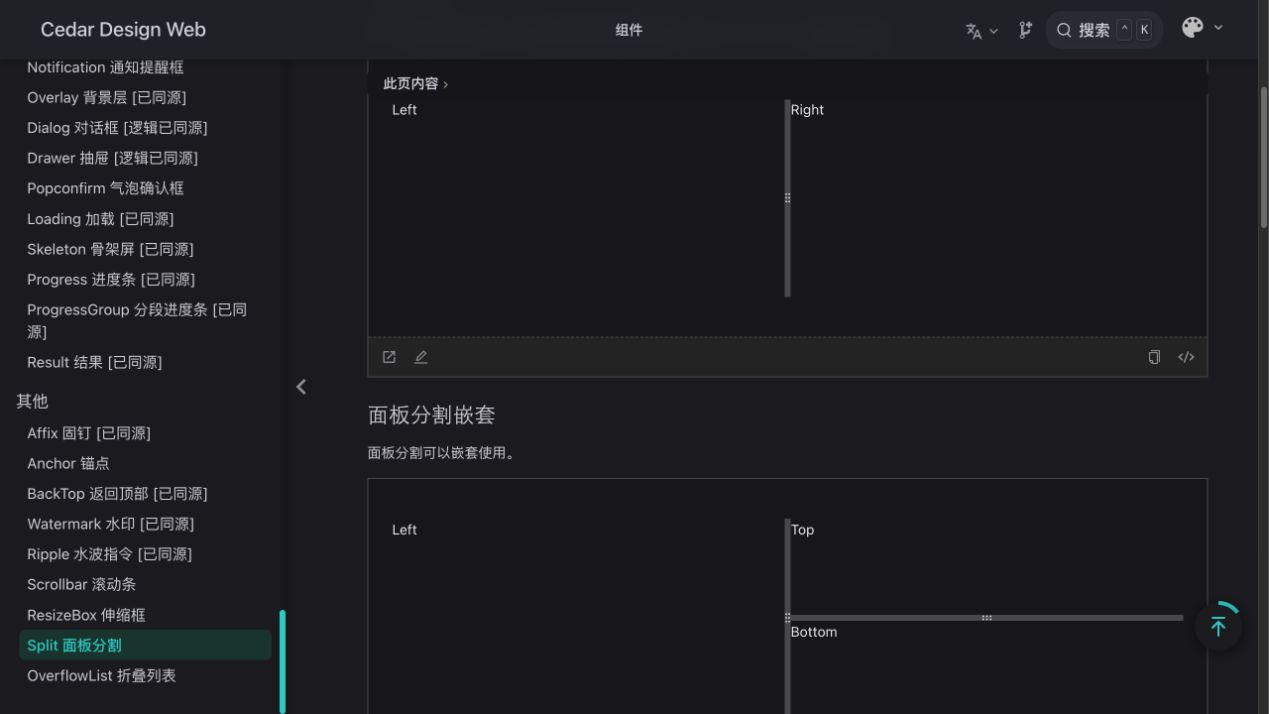 Cedar Design Web
组件
搜索 ^ K
Notification 通知提醒框
Overlay 背景层 [已同源]
Dialog 对话框 [逻辑已同源]
Drawer 抽屉 [逻辑已同源]
Popconfirm 气泡确认框
Loading 加载 [已同源]
Skeleton 骨架屏 [已同源]
Progress 进度条 [已同源]
ProgressGroup 分段进度条 [已同
源]
Result 结果 [已同源]
其他
Affix 固钉 [已同源]
Anchor 锚点
BackTop 返回顶部 [已同源]
Watermark 水印 [已同源]
Ripple 水波指令 [已同源]
Scrollbar 滚动条
ResizeBox 伸缩框
Split 面板分割
OverflowList 折叠列表
此页内容 ›
Left
Right
面板分割嵌套
面板分割可以嵌套使用。
Left
Top
Bottom